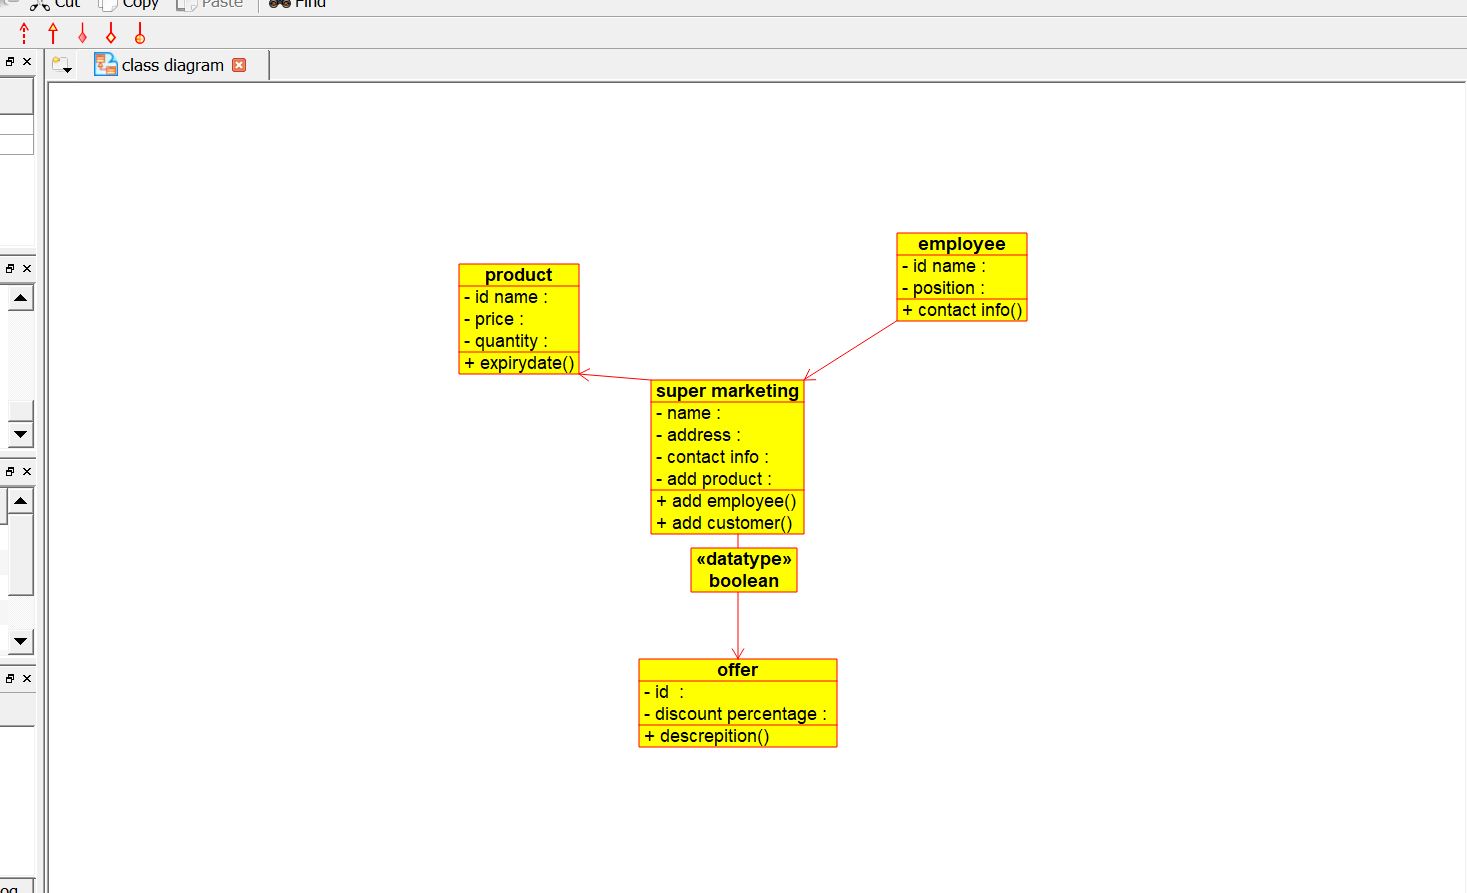 Cut Copy Paste Find
class diagram
employee
- id name :
- position :
+ contact info()
product
- id name :
- price :
- quantity :
+ expirydate()
super marketing
- name :
- address :
- contact info :
- add product :
+ add employee()
+ add customer()
«datatype»
boolean
offer
- id :
- discount percentage :
+ descrepition()